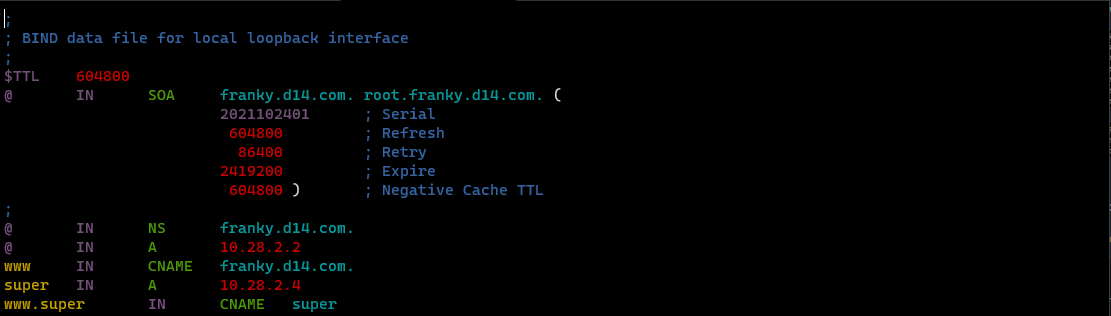 ;
; BIND data file for local loopback interface
;
$TTL    604800
@       IN      SOA     franky.d14.com. root.franky.d14.com. (
                        2021102401      ; Serial
                         604800         ; Refresh
                          86400         ; Retry
                        2419200         ; Expire
                         604800 )       ; Negative Cache TTL
;
@       IN      NS      franky.d14.com.
@       IN      A       10.28.2.2
www     IN      CNAME   franky.d14.com.
super   IN      A       10.28.2.4
www.super       IN      CNAME   super